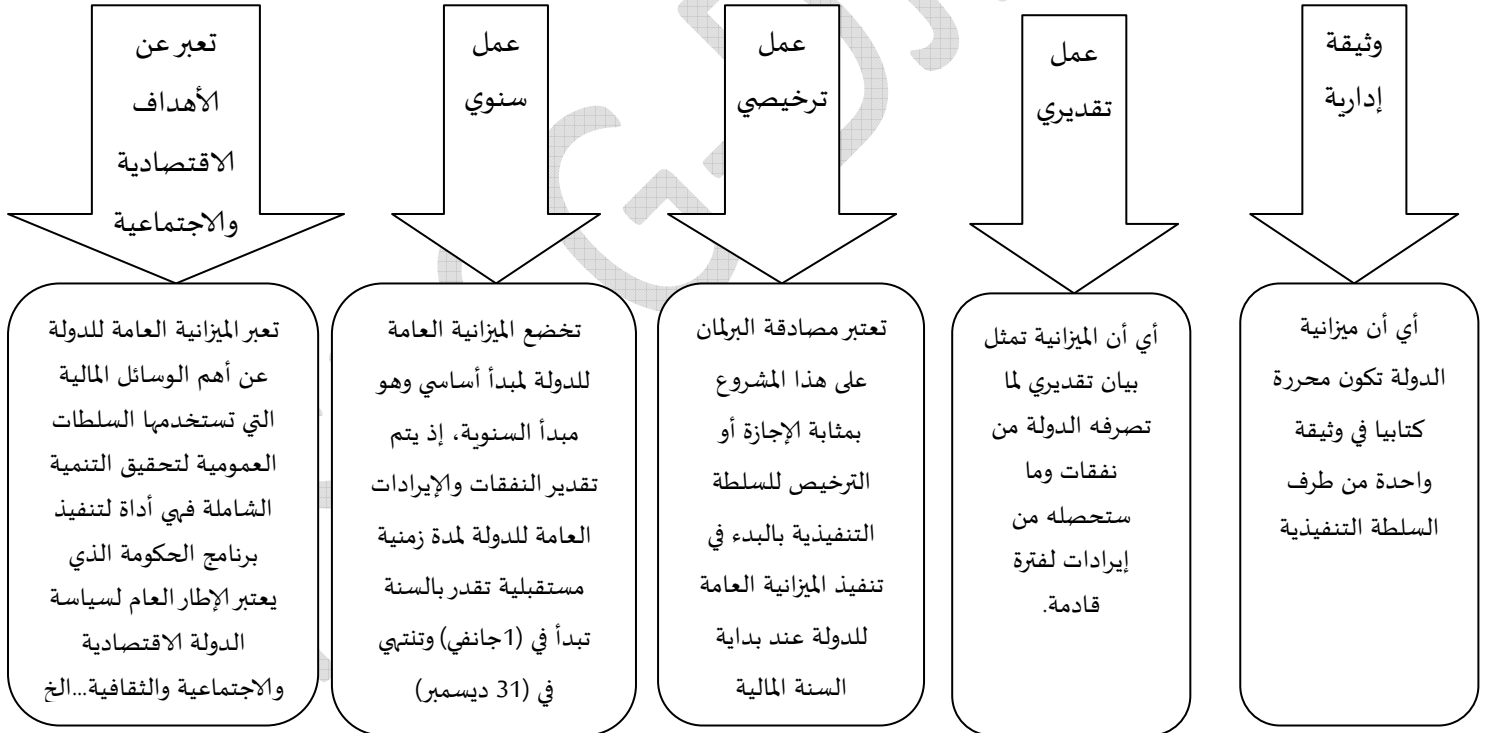 وثيقة
إدارية
أي أن ميزانية
الدولة تكون محررة
كتابيا في وثيقة
واحدة من طرف
السلطة التنفيذية
عمل
تقديري
أي أن الميزانية تمثل
بيان تقديري لما
تصرفه الدولة من
نفقات وما
ستحصله من
إيرادات لفترة
قادمة.
عمل
ترخيصي
تعتبر مصادقة البرلمان
على هذا المشروع
بمثابة الإجازة أو
الترخيص للسلطة
التنفيذية بالبدء في
تنفيذ الميزانية العامة
للدولة عند بداية
السنة المالية
عمل
سنوي
تخضع الميزانية العامة
للدولة لمبدأ أساسي وهو
مبدأ السنوية، إذ يتم
تقدير النفقات والإيرادات
العامة للدولة لمدة زمنية
مستقبلية تقدر بالسنة
تبدأ في (1جانفي) وتنتهي
في (31 ديسمبر)
تعبر عن
الأهداف
الاقتصادية
والاجتماعية
تعبر الميزانية العامة للدولة
عن أهم الوسائل المالية
التي تستخدمها السلطات
العمومية لتحقيق التنمية
الشاملة فهي أداة لتنفيذ
برنامج الحكومة الذي
يعتبر الإطار العام لسياسة
الدولة الاقتصادية
والاجتماعية والثقافية...الخ